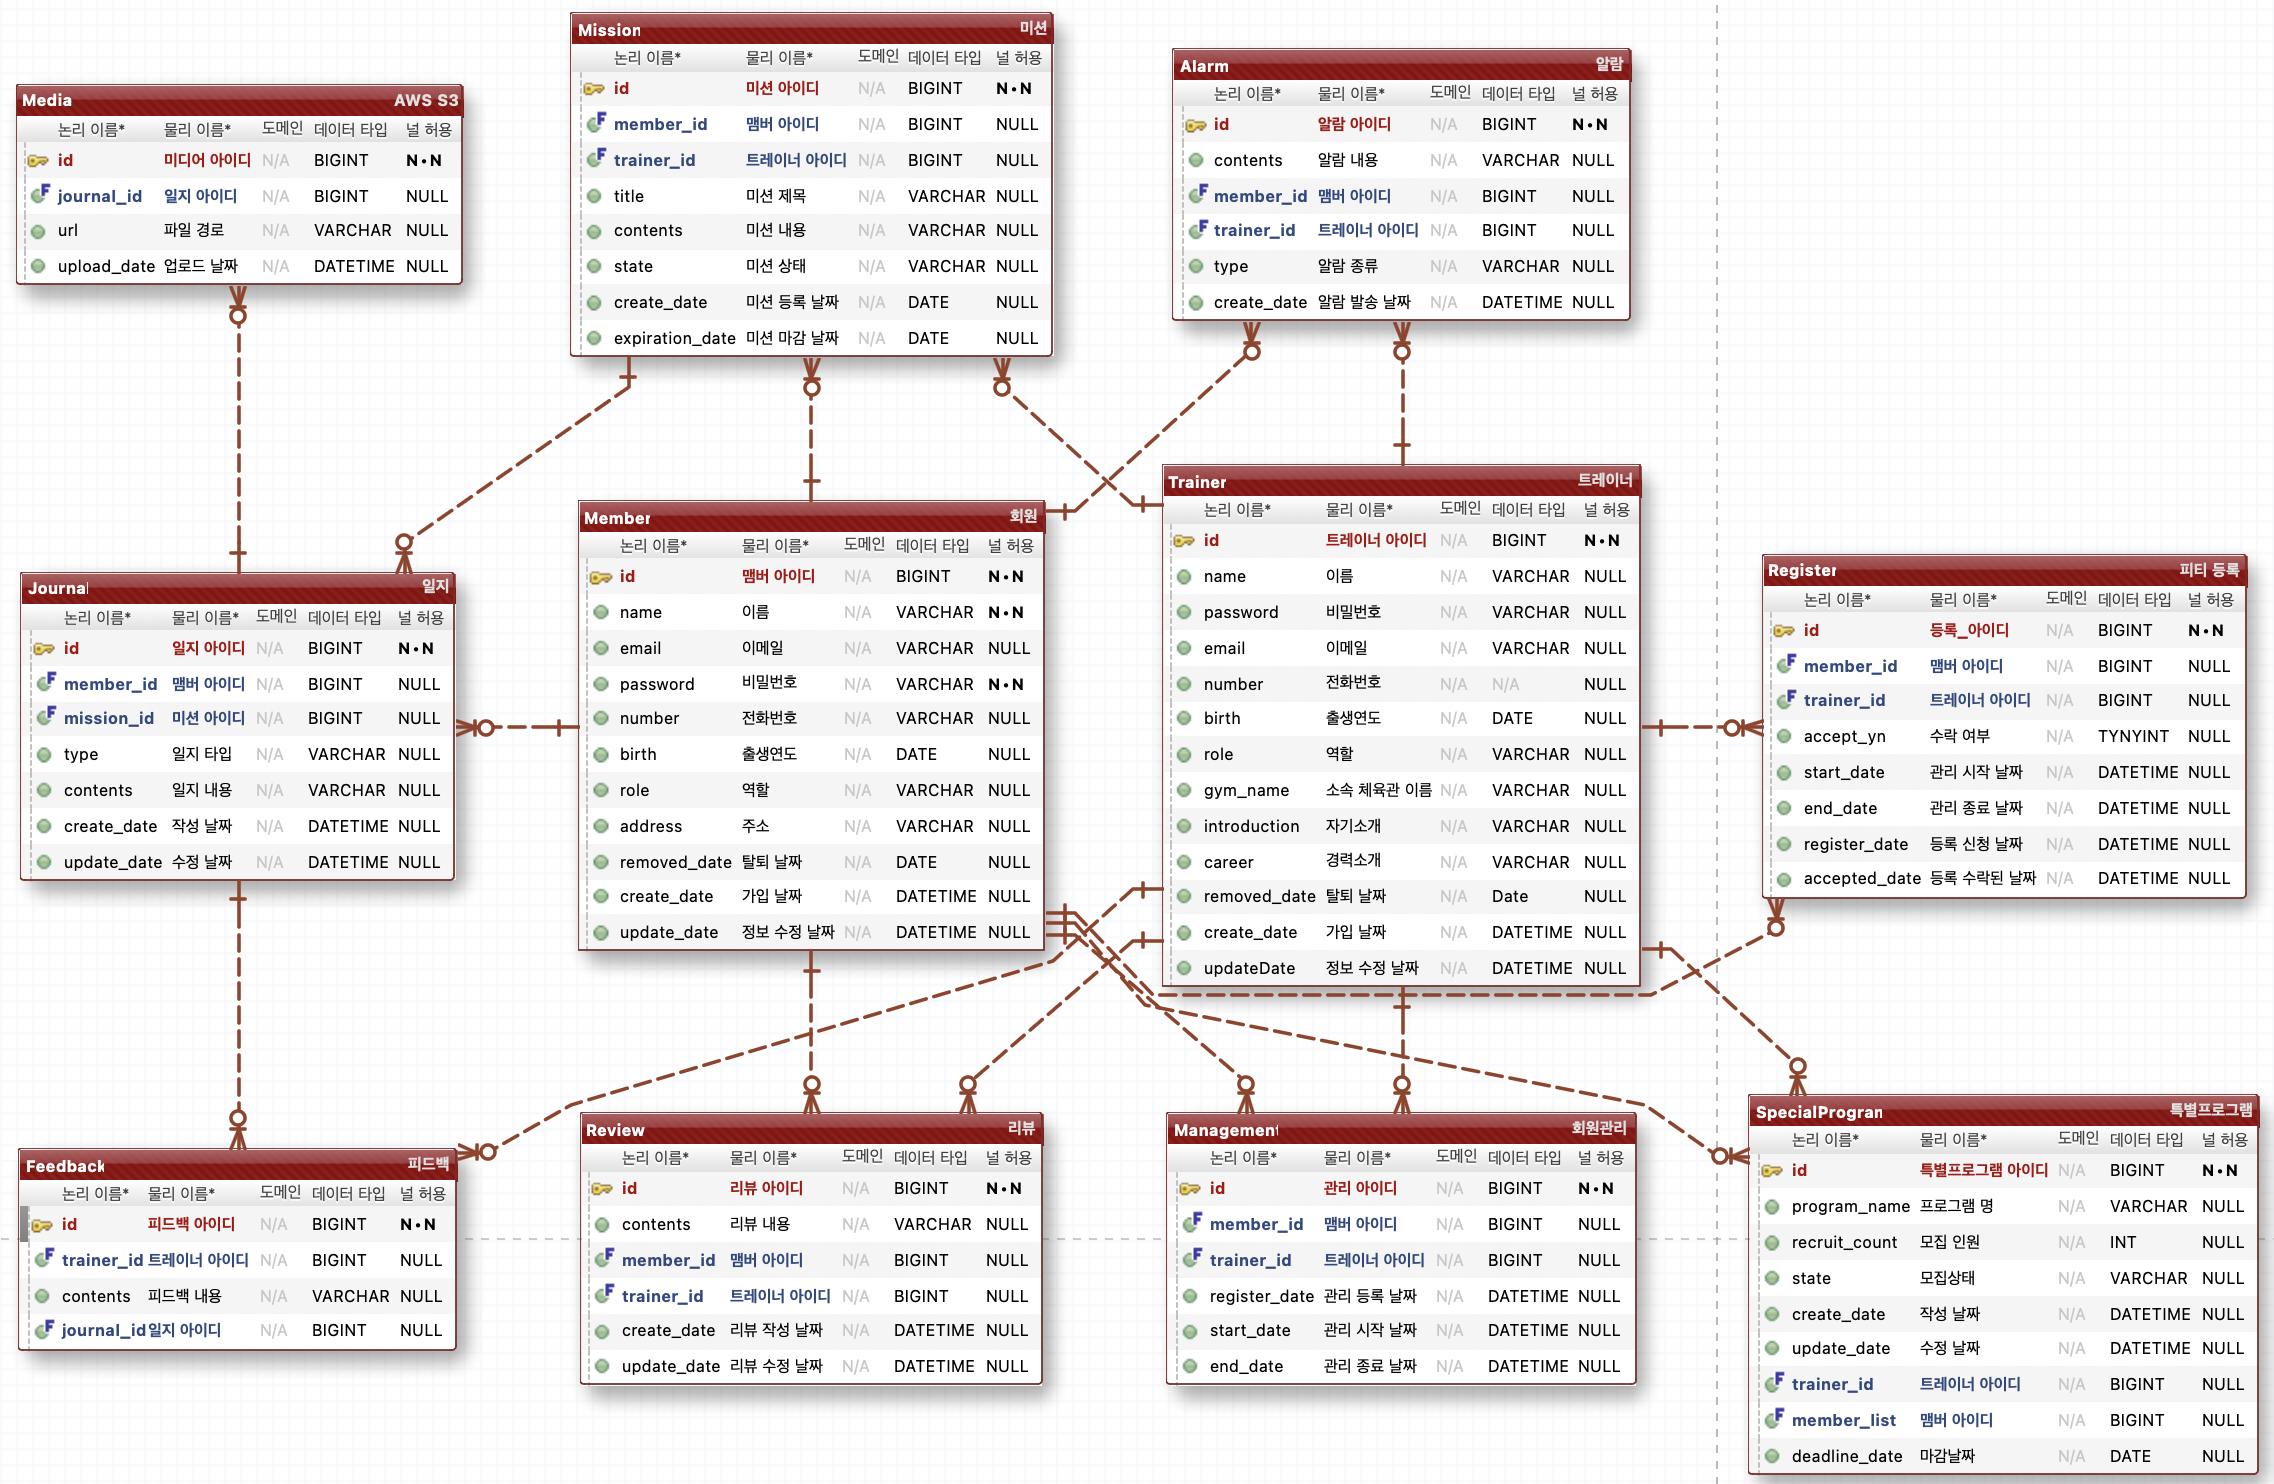 Mission 미션
논리 이름* 물리 이름* 도메인 데이터 타입 널 허용
id 미션 아이디 N/A BIGINT N•N
member_id 맴버 아이디 N/A BIGINT NULL
trainer_id 트레이너 아이디 N/A BIGINT NULL
title 미션 제목 N/A VARCHAR NULL
contents 미션 내용 N/A VARCHAR NULL
state 미션 상태 N/A VARCHAR NULL
create_date 미션 등록 날짜 N/A DATE NULL
expiration_date 미션 마감 날짜 N/A DATE NULL
Alarm 알람
논리 이름* 물리 이름* 도메인 데이터 타입 널 허용
id 알람 아이디 N/A BIGINT N•N
contents 알람 내용 N/A VARCHAR NULL
member_id 맴버 아이디 N/A BIGINT NULL
trainer_id 트레이너 아이디 N/A BIGINT NULL
type 알람 종류 N/A VARCHAR NULL
create_date 알람 발송 날짜 N/A DATETIME NULL
Media AWS S3
논리 이름* 물리 이름* 도메인 데이터 타입 널 허용
id 미디어 아이디 N/A BIGINT N•N
journal_id 일지 아이디 N/A BIGINT NULL
url 파일 경로 N/A VARCHAR NULL
upload_date 업로드 날짜 N/A DATETIME NULL
Journal 일지
논리 이름* 물리 이름* 도메인 데이터 타입 널 허용
id 일지 아이디 N/A BIGINT N•N
member_id 맴버 아이디 N/A BIGINT NULL
mission_id 미션 아이디 N/A BIGINT NULL
type 일지 타입 N/A VARCHAR NULL
contents 일지 내용 N/A VARCHAR NULL
create_date 작성 날짜 N/A DATETIME NULL
update_date 수정 날짜 N/A DATETIME NULL
Member 회원
논리 이름* 물리 이름* 도메인 데이터 타입 널 허용
id 맴버 아이디 N/A BIGINT N•N
name 이름 N/A VARCHAR N•N
email 이메일 N/A VARCHAR NULL
password 비밀번호 N/A VARCHAR N•N
number 전화번호 N/A VARCHAR NULL
birth 출생연도 N/A DATE NULL
role 역할 N/A VARCHAR NULL
address 주소 N/A VARCHAR NULL
removed_date 탈퇴 날짜 N/A DATE NULL
create_date 가입 날짜 N/A DATETIME NULL
update_date 정보 수정 날짜 N/A DATETIME NULL
Trainer 트레이너
논리 이름* 물리 이름* 도메인 데이터 타입 널 허용
id 트레이너 아이디 N/A BIGINT N•N
name 이름 N/A VARCHAR NULL
password 비밀번호 N/A VARCHAR NULL
email 이메일 N/A VARCHAR NULL
number 전화번호 N/A N/A NULL
birth 출생연도 N/A DATE NULL
role 역할 N/A VARCHAR NULL
gym_name 소속 체육관 이름 N/A VARCHAR NULL
introduction 자기소개 N/A VARCHAR NULL
career 경력소개 N/A VARCHAR NULL
removed_date 탈퇴 날짜 N/A Date NULL
create_date 가입 날짜 N/A DATETIME NULL
updateDate 정보 수정 날짜 N/A DATETIME NULL
Register 피티 등록
논리 이름* 물리 이름* 도메인 데이터 타입 널 허용
id 등록_아이디 N/A BIGINT N•N
member_id 맴버 아이디 N/A BIGINT NULL
trainer_id 트레이너 아이디 N/A BIGINT NULL
accept_yn 수락 여부 N/A TYNYINT NULL
start_date 관리 시작 날짜 N/A DATETIME NULL
end_date 관리 종료 날짜 N/A DATETIME NULL
register_date 등록 신청 날짜 N/A DATETIME NULL
accepted_date 등록 수락된 날짜 N/A DATETIME NULL
Feedback 피드백
논리 이름* 물리 이름* 도메인 데이터 타입 널 허용
id 피드백 아이디 N/A BIGINT N•N
trainer_id 트레이너 아이디 N/A BIGINT NULL
contents 피드백 내용 N/A VARCHAR NULL
journal_id 일지 아이디 N/A BIGINT NULL
Review 리뷰
논리 이름* 물리 이름* 도메인 데이터 타입 널 허용
id 리뷰 아이디 N/A BIGINT N•N
contents 리뷰 내용 N/A VARCHAR NULL
member_id 맴버 아이디 N/A BIGINT NULL
trainer_id 트레이너 아이디 N/A BIGINT NULL
create_date 리뷰 작성 날짜 N/A DATETIME NULL
update_date 리뷰 수정 날짜 N/A DATETIME NULL
Management 회원관리
논리 이름* 물리 이름* 도메인 데이터 타입 널 허용
id 관리 아이디 N/A BIGINT N•N
member_id 맴버 아이디 N/A BIGINT NULL
trainer_id 트레이너 아이디 N/A BIGINT NULL
register_date 관리 등록 날짜 N/A DATETIME NULL
start_date 관리 시작 날짜 N/A DATETIME NULL
end_date 관리 종료 날짜 N/A DATETIME NULL
SpecialProgram 특별프로그램
논리 이름* 물리 이름* 도메인 데이터 타입 널 허용
id 특별프로그램 아이디 N/A BIGINT N•N
program_name 프로그램 명 N/A VARCHAR NULL
recruit_count 모집 인원 N/A INT NULL
state 모집상태 N/A VARCHAR NULL
create_date 작성 날짜 N/A DATETIME NULL
update_date 수정 날짜 N/A DATETIME NULL
trainer_id 트레이너 아이디 N/A BIGINT NULL
member_list 맴버 아이디 N/A BIGINT NULL
deadline_date 마감날짜 N/A DATE NULL